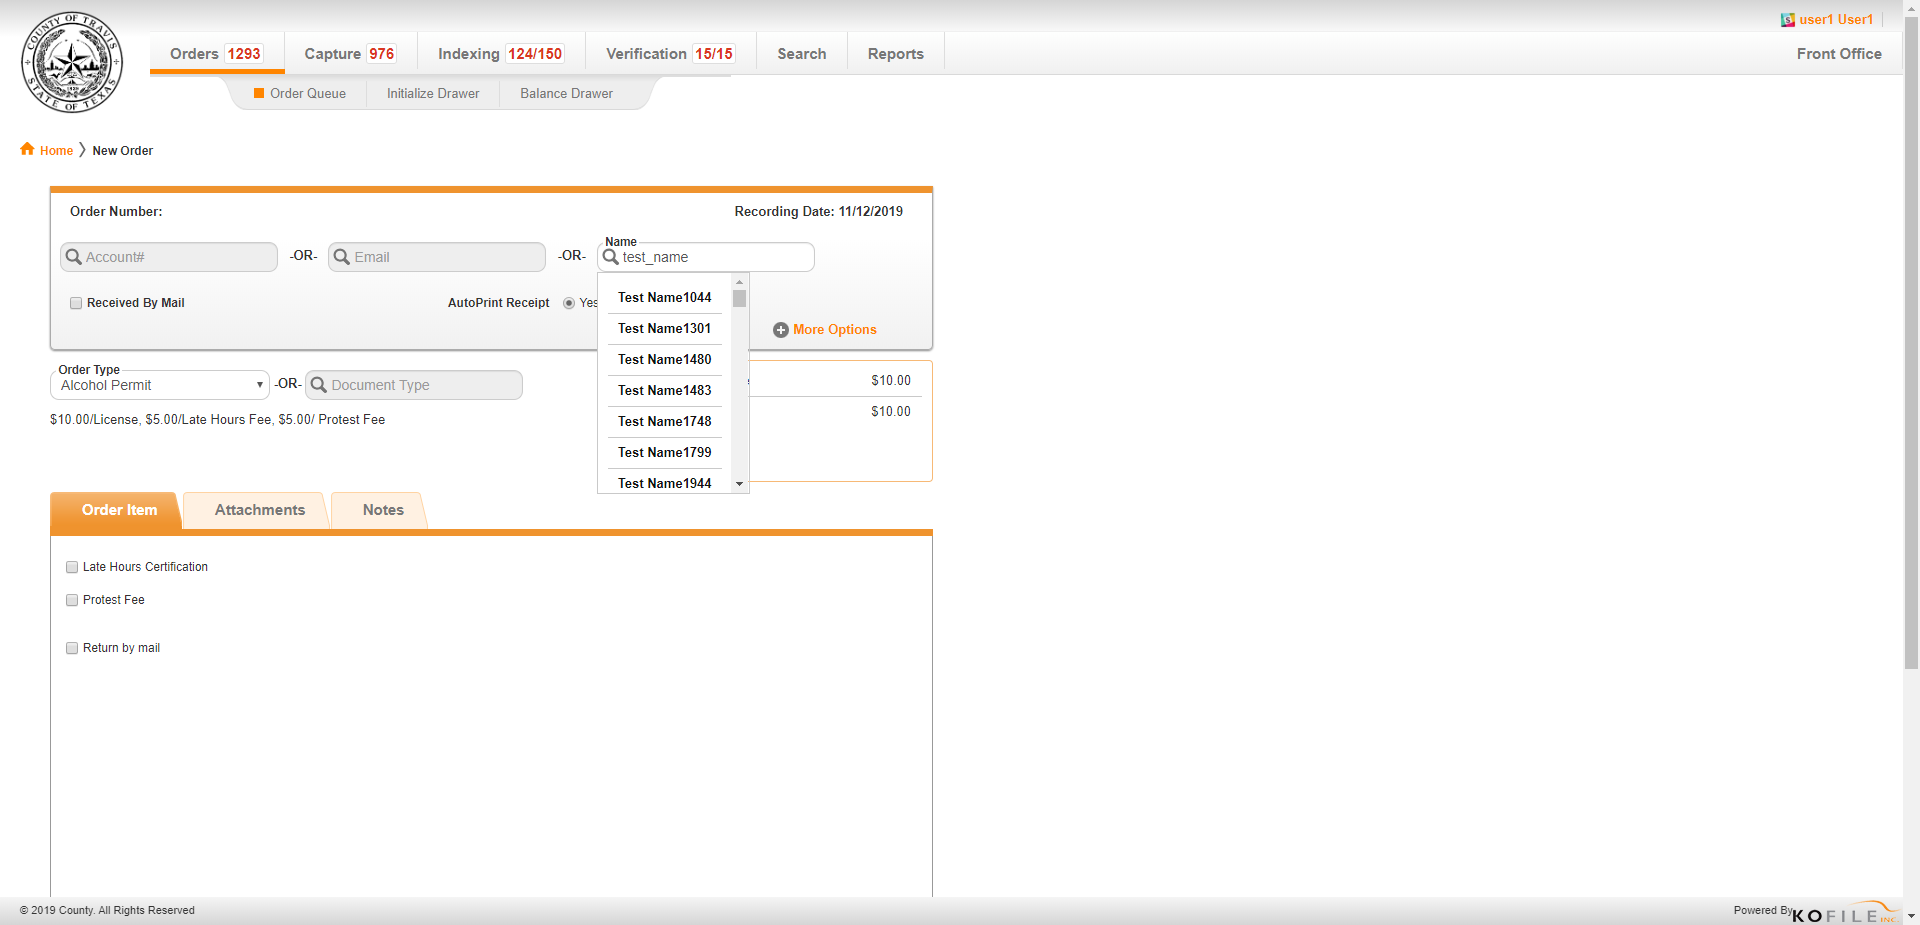 COUNTY OF TRAVIS
STATE OF TEXAS
user1 User1
Orders 1293
Capture 976
Indexing 124/150
Verification 15/15
Search
Reports
Front Office
Order Queue
Initialize Drawer
Balance Drawer
Home
New Order
Order Number:
Recording Date: 11/12/2019
Account#
-OR-
Email
-OR-
Name
test_name
Received By Mail
AutoPrint Receipt
Yes
More Options
Test Name1044
Test Name1301
Test Name1480
Test Name1483
Test Name1748
Test Name1799
Test Name1944
Order Type
Alcohol Permit
-OR-
Document Type
$10.00/License, $5.00/Late Hours Fee, $5.00/ Protest Fee
$10.00
$10.00
Order Item
Attachments
Notes
Late Hours Certification
Protest Fee
Return by mail
© 2019 County. All Rights Reserved
Powered By
KOFILE INC.